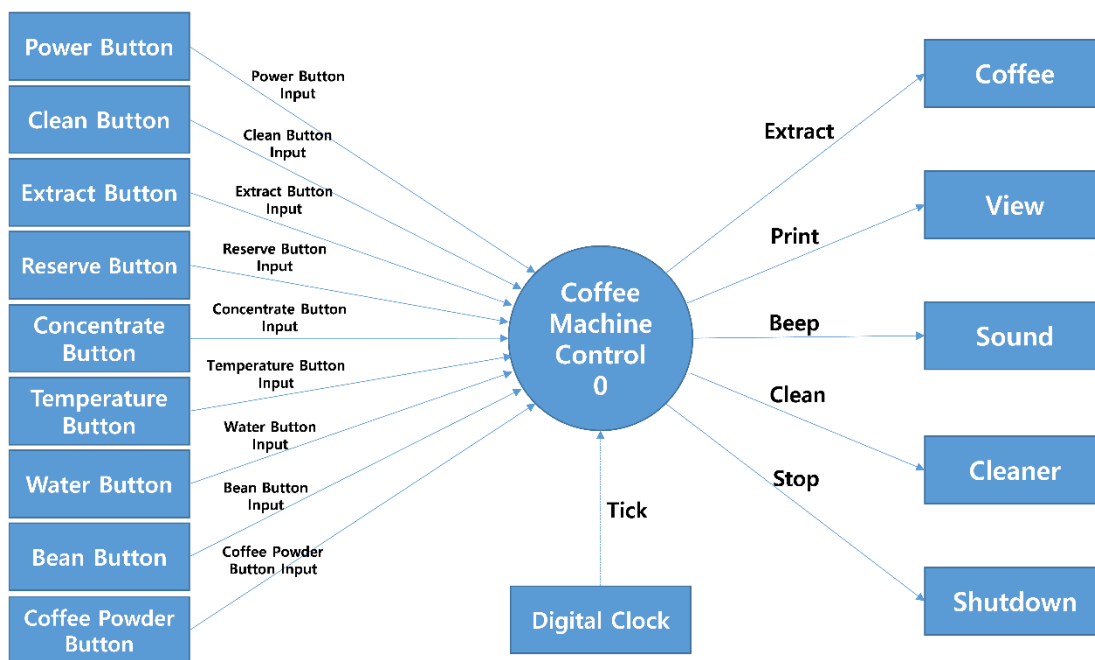 Power Button
Clean Button
Extract Button
Reserve Button
Concentrate
Button
Temperature
Button
Water Button
Bean Button
Coffee Powder
Button
Power Button
Input
Clean Button
Input
Extract Button
Input
Reserve Button
Input
Concentrate Button
Input
Temperature Button
Input
Water Button
Input
Bean Button
Input
Coffee Powder
Button Input
Coffee
Machine
Control
0
Tick
Digital Clock
Extract
Print
Beep
Clean
Stop
Coffee
View
Sound
Cleaner
Shutdown